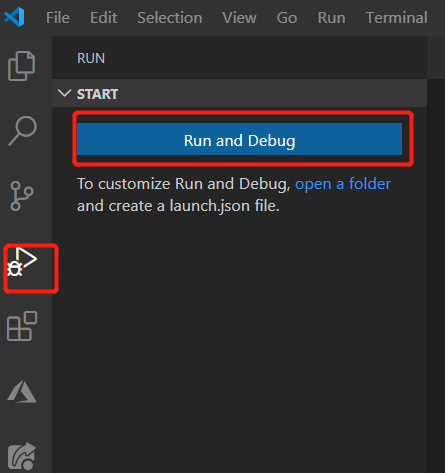 File Edit Selection View Go Run Terminal
RUN
START
Run and Debug
To customize Run and Debug, open a folder
and create a launch.json file.